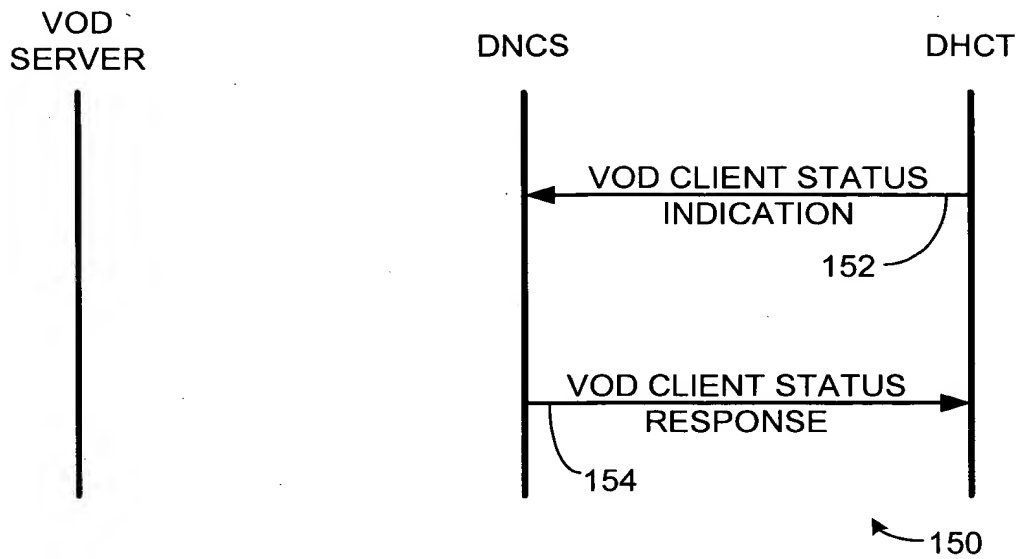 VOD
SERVER
DNCS
DHCT
VOD CLIENT STATUS
INDICATION
152
VOD CLIENT STATUS
RESPONSE
154
150